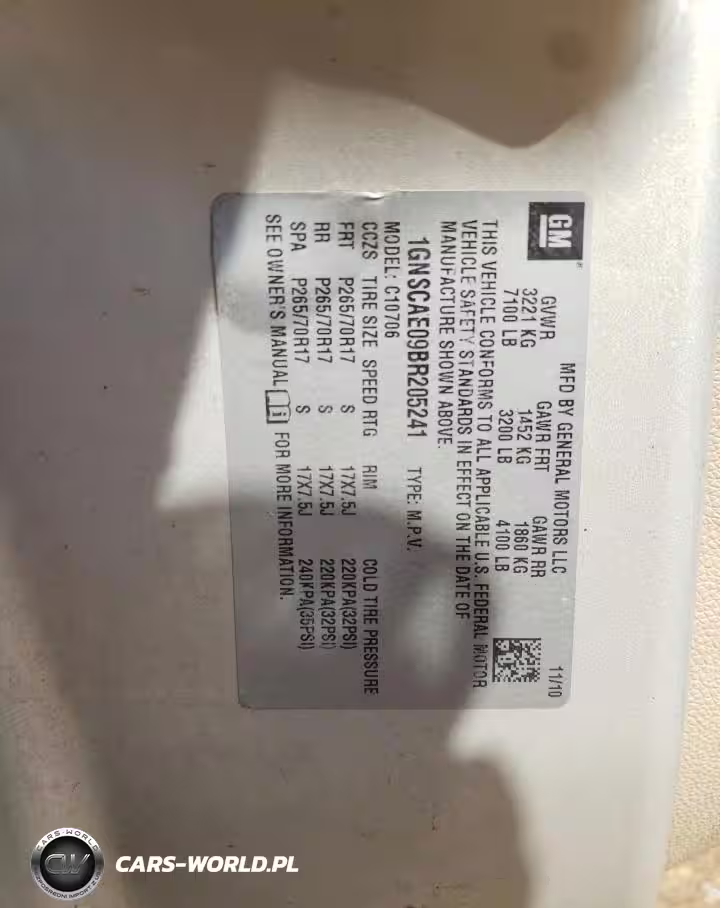 GM
MFD BY GENERAL MOTORS LLC 11/10
GVWR GAWR FRT GAWR RR
3221 KG 1452 KG 1860 KG
7100 LB 3200 LB 4100 LB
THIS VEHICLE CONFORMS TO ALL APPLICABLE U.S. FEDERAL MOTOR
VEHICLE SAFETY STANDARDS IN EFFECT ON THE DATE OF
MANUFACTURE SHOWN ABOVE.
1GNSCAE09BR205241 TYPE: M.P.V.
MODEL: C10706
CCZS TIRE SIZE SPEED RTG RIM COLD TIRE PRESSURE
FRT P265/70R17 S 17X7.5J 220KPA(32PSI)
RR P265/70R17 S 17X7.5J 220KPA(32PSI)
SPA P265/70R17 S 17X7.5J 240KPA(35PSI)
SEE OWNER'S MANUAL FOR MORE INFORMATION.
CARS-WORLD
CW
CARS-WORLD.PL